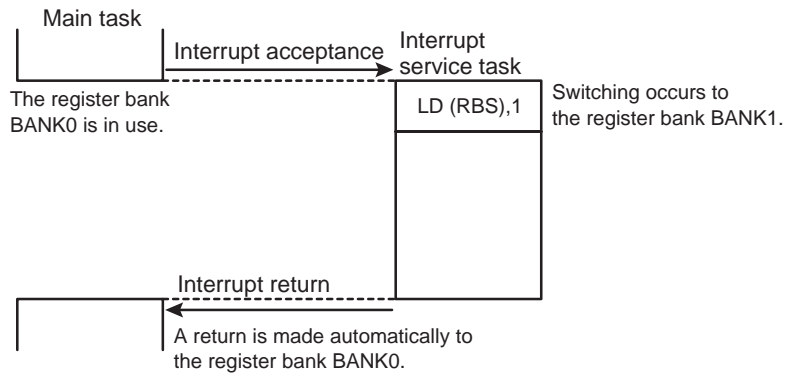 Main task
Interrupt acceptance
Interrupt
service task
The register bank
BANK0 is in use.
LD (RBS),1
Switching occurs to
the register bank BANK1.
Interrupt return
A return is made automatically to
the register bank BANK0.